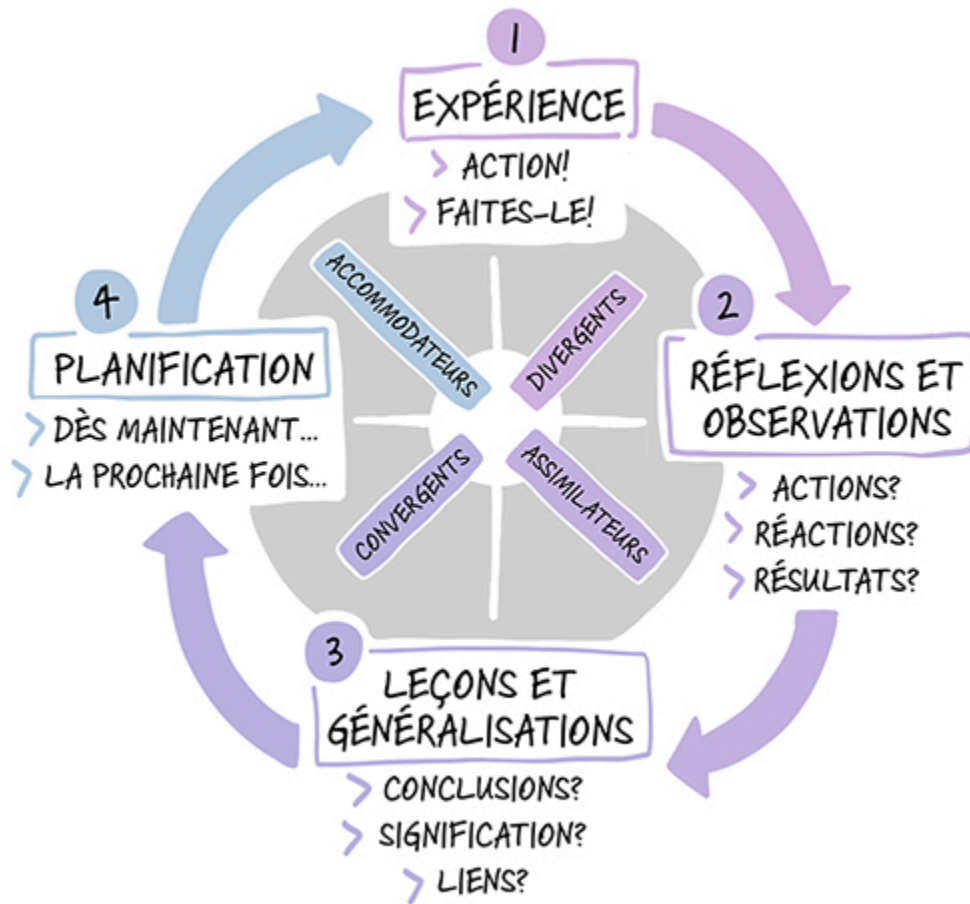 1
EXPÉRIENCE
> ACTION!
> FAITES-LE!
2
RÉFLEXIONS ET
OBSERVATIONS
> ACTIONS?
> RÉACTIONS?
> RÉSULTATS?
3
LEÇONS ET
GÉNÉRALISATIONS
> CONCLUSIONS?
> SIGNIFICATION?
> LIENS?
4
PLANIFICATION
> DÈS MAINTENANT...
> LA PROCHAINE FOIS...
ACCOMMODATEURS
DIVERGENTS
CONVERGENTS
ASSIMILATEURS